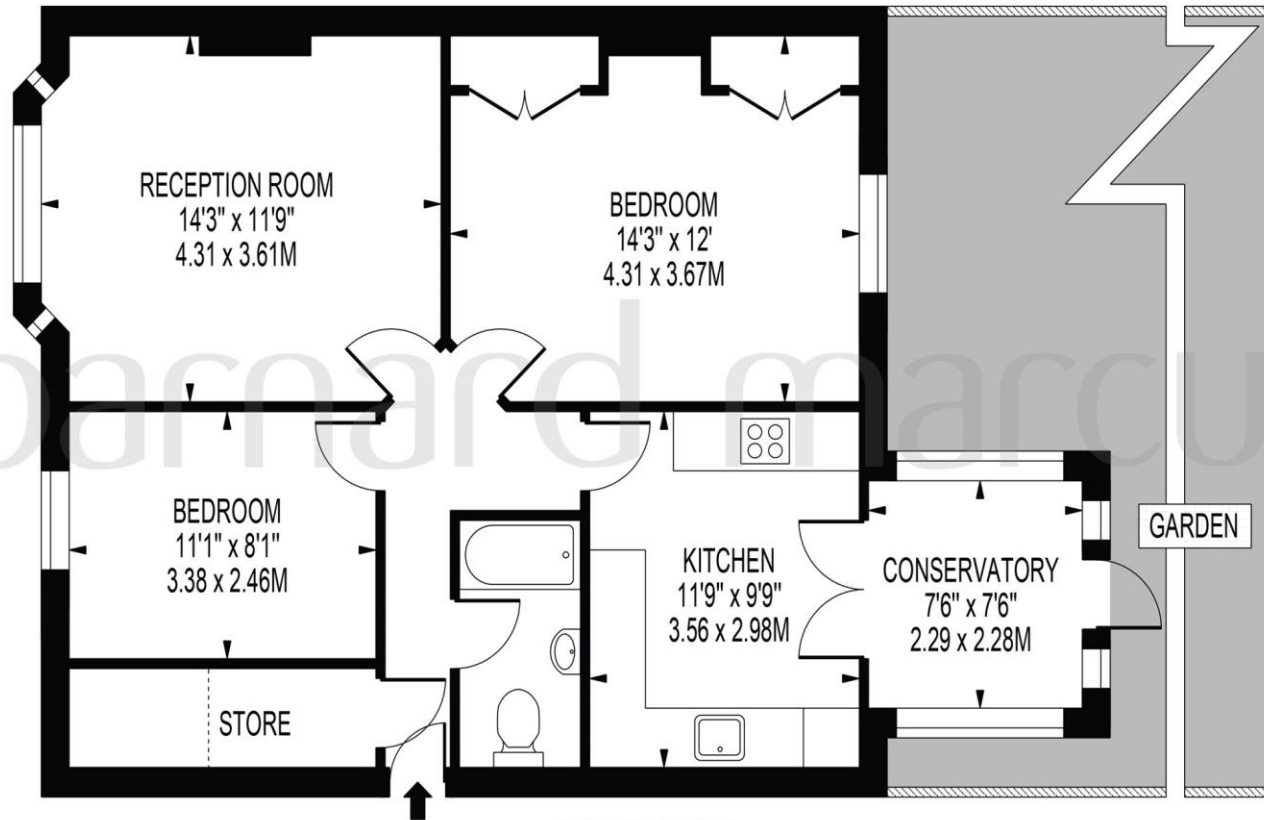 RECEPTION ROOM
14'3" x 11'9"
4.31 x 3.61M
BEDROOM
14'3" x 12'
4.31 x 3.67M
barnard marcus
BEDROOM
11'1" x 8'1"
3.38 x 2.46M
KITCHEN
11'9" x 9'9"
3.56 x 2.98M
CONSERVATORY
7'6" x 7'6"
2.29 x 2.28M
GARDEN
STORE